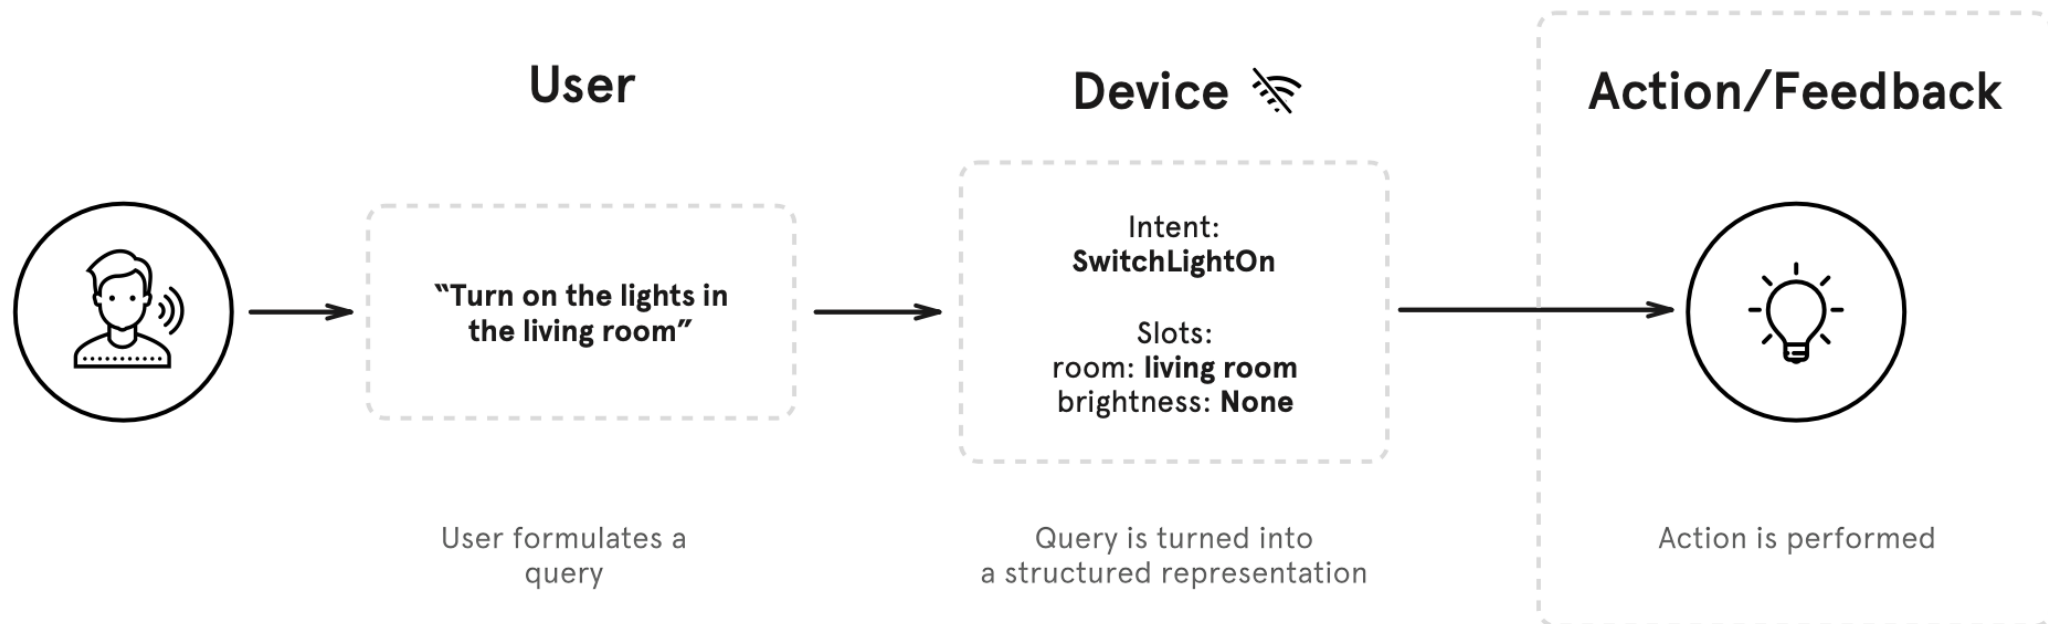 User
Device
Action/Feedback
“Turn on the lights in
the living room”
Intent:
SwitchLightOn
Slots:
room: living room
brightness: None
User formulates a
query
Query is turned into
a structured representation
Action is performed